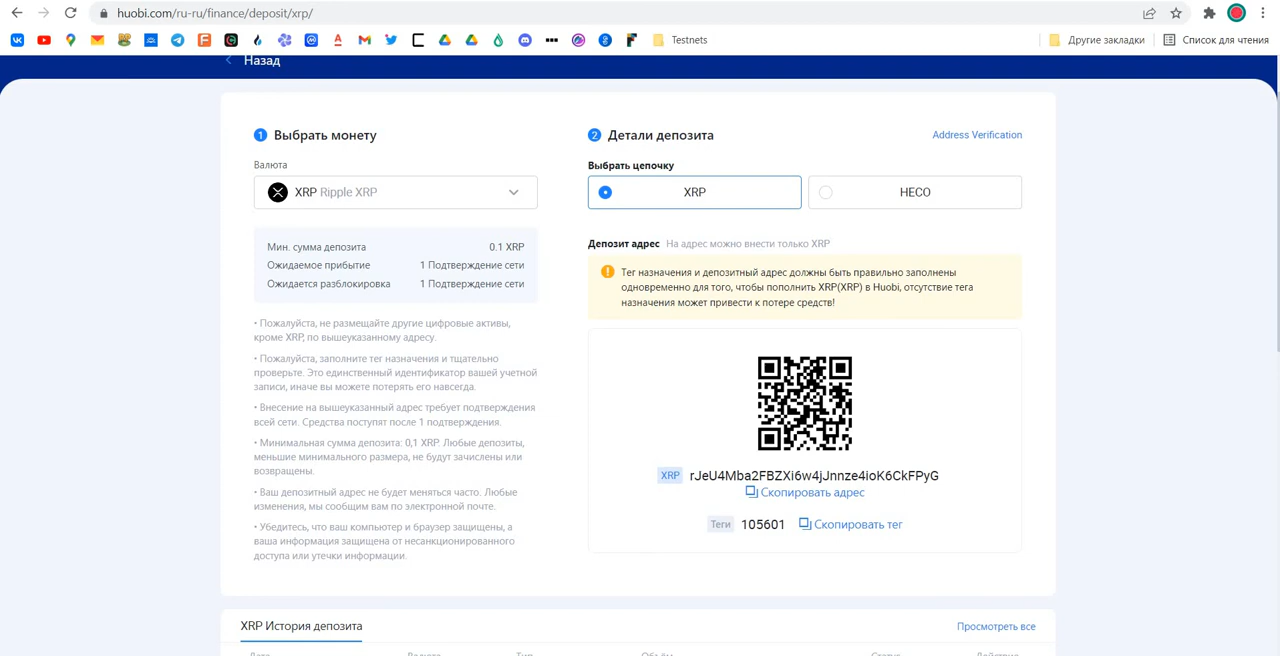 huobi.com/ru-ru/finance/deposit/xrp/
Testnets
Другие закладки
Список для чтения
Назад
1 Выбрать монету
Валюта
XRP Ripple XRP
Мин. сумма депозита 0.1 XRP
Ожидаемое прибытие 1 Подтверждение сети
Ожидается разблокировка 1 Подтверждение сети
• Пожалуйста, не размещайте другие цифровые активы,
кроме XRP, по вышеуказанному адресу.
• Пожалуйста, заполните тег назначения и тщательно
проверьте. Это единственный идентификатор вашей учетной
записи, иначе вы можете потерять его навсегда.
• Внесение на вышеуказанный адрес требует подтверждения
всей сети. Средства поступят после 1 подтверждения.
• Минимальная сумма депозита: 0,1 XRP. Любые депозиты,
меньшие минимального размера, не будут зачислены или
возвращены.
• Ваш депозитный адрес не будет меняться часто. Любые
изменения, мы сообщим вам по электронной почте.
• Убедитесь, что ваш компьютер и браузер защищены, а
ваша информация защищена от несанкционированного
доступа или утечки информации.
2 Детали депозита
Address Verification
Выбрать цепочку
XRP
HECO
Депозит адрес На адрес можно внести только XRP
Тег назначения и депозитный адрес должны быть правильно заполнены
одновременно для того, чтобы пополнить XRP(XRP) в Huobi, отсутствие тега
назначения может привести к потере средств!
XRP rJeU4Mba2FBZXi6w4jJnnze4ioK6CkFPyG
Скопировать адрес
Теги 105601 Скопировать тег
XRP История депозита
Просмотреть все
Дата Валюта Тип Объём Статус Действие